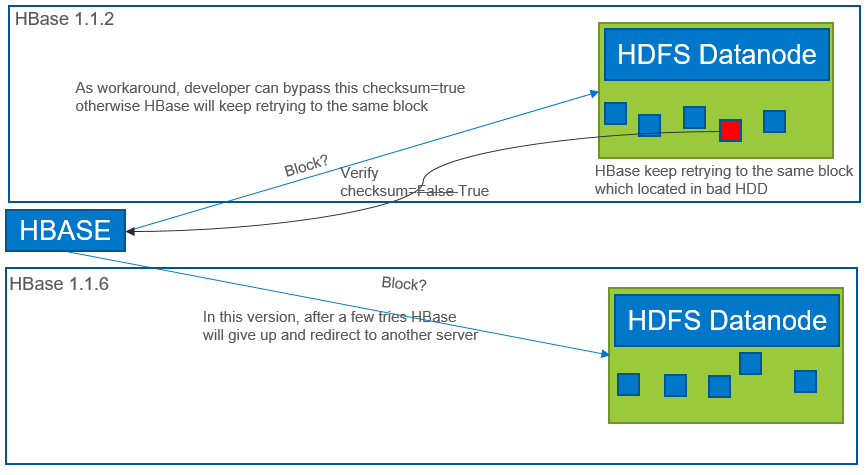 HBase 1.1.2
HDFS Datanode
As workaround, developer can bypass this checksum=true
otherwise HBase will keep retrying to the same block
Block?
Verify
checksum=False True
HBase keep retrying to the same block
which located in bad HDD
HBASE
HBase 1.1.6
Block?
HDFS Datanode
In this version, after a few tries HBase
will give up and redirect to another server